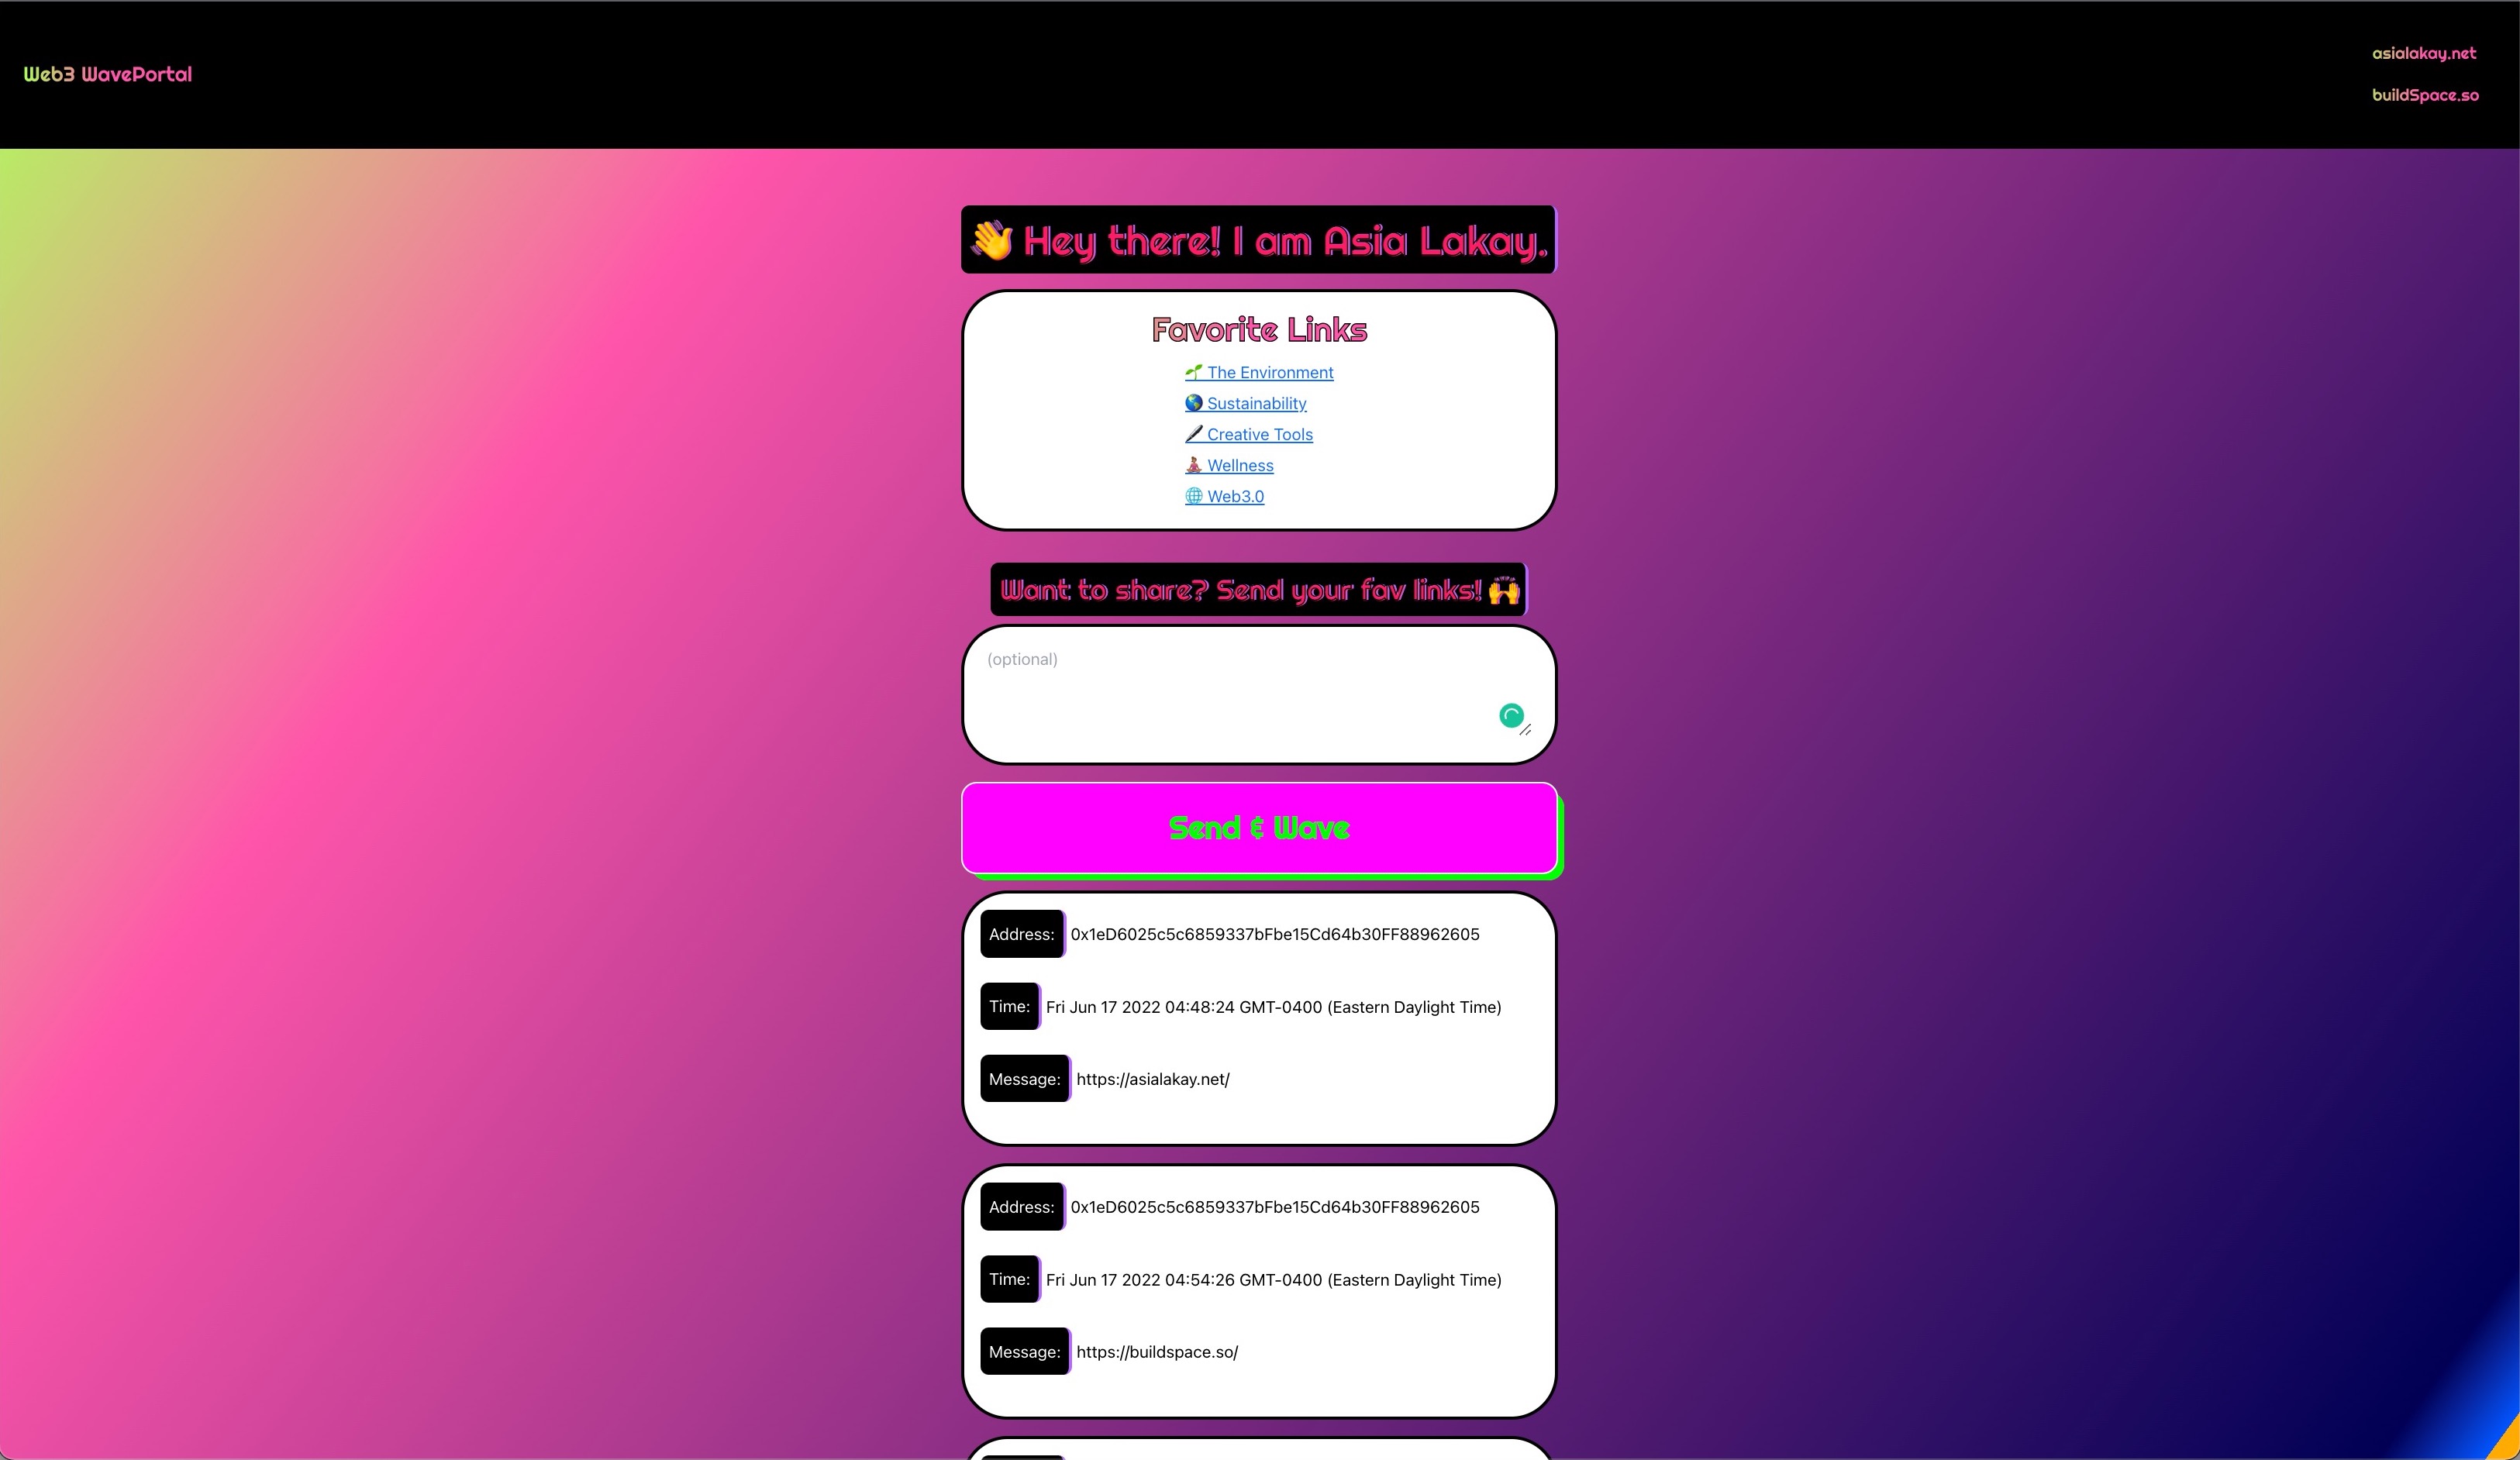 Web3 WavePortal
asialakay.net
buildSpace.so
👋 Hey there! I am Asia Lakay.
Favorite Links
🌱 The Environment
🌎 Sustainability
🖋 Creative Tools
🧘🏽‍♀️ Wellness
🌐 Web3.0
Want to share? Send your fav links! 🙌
(optional)
Send & Wave
Address: 0x1eD6025c5c6859337bFbe15Cd64b30FF88962605
Time: Fri Jun 17 2022 04:48:24 GMT-0400 (Eastern Daylight Time)
Message: https://asialakay.net/
Address: 0x1eD6025c5c6859337bFbe15Cd64b30FF88962605
Time: Fri Jun 17 2022 04:54:26 GMT-0400 (Eastern Daylight Time)
Message: https://buildspace.so/